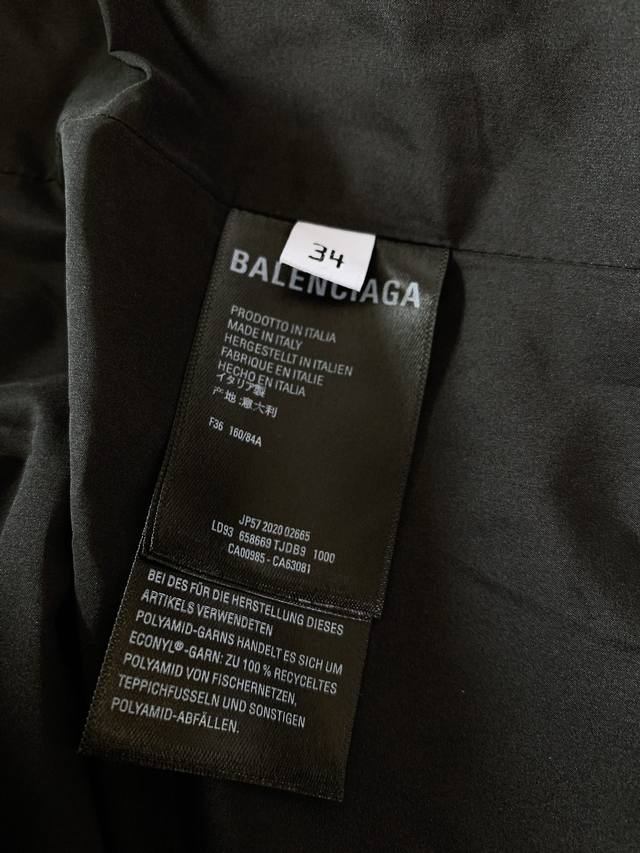 34
BALENCIAGA
PRODOTTO IN ITALIA
MADE IN ITALY
HERGESTELLT IN ITALIEN
FABRIQUE EN ITALIE
HECHO EN ITALIA
イタリア製
产地:意大利
F36 160/84A
JP57 2020 02665
LD93 658669 TJDB9 1000
CA00985 - CA63081
BEI DES FÜR DIE HERSTELLUNG DIESES
ARTIKELS VERWENDETEN
POLYAMID-GARNS HANDELT ES SICH UM
ECONYL®-GARN: ZU 100 % RECYCELTES
POLYAMID VON FISCHERNETZEN,
TEPPICHFUSSELN UND SONSTIGEN
POLYAMID-ABFÄLLEN.